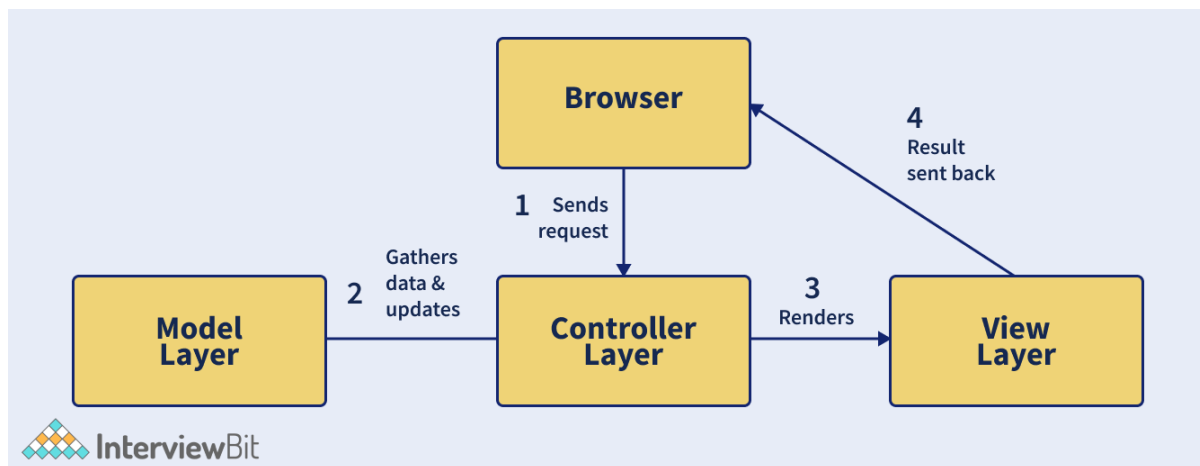 Browser
4
Result
sent back
1 Sends
request
Gathers
2 data &
updates
3
Renders
Model
Layer
Controller
Layer
View
Layer
InterviewBit